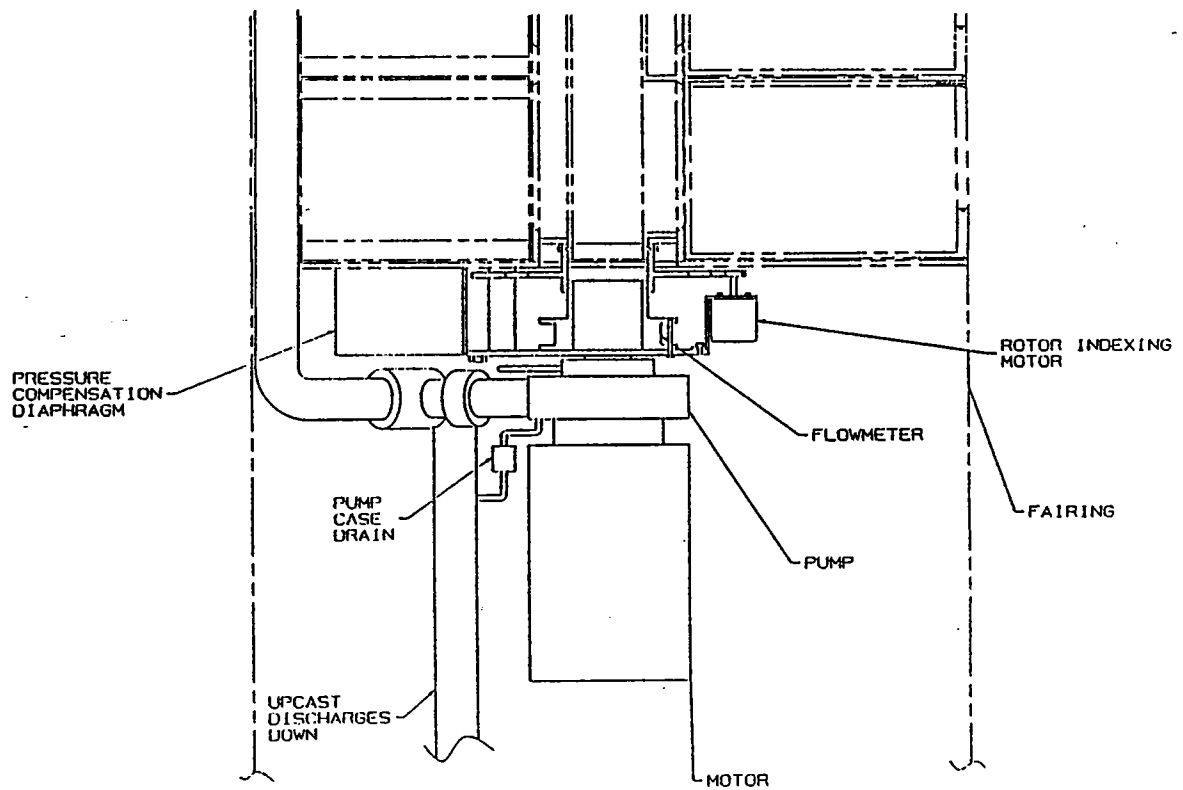 PRESSURE
COMPENSATION
DIAPHRAGM
ROTOR INDEXING
MOTOR
FLOWMETER
PUMP
CASE
DRAIN
FAIRING
PUMP
UPCAST
DISCHARGES
DOWN
MOTOR